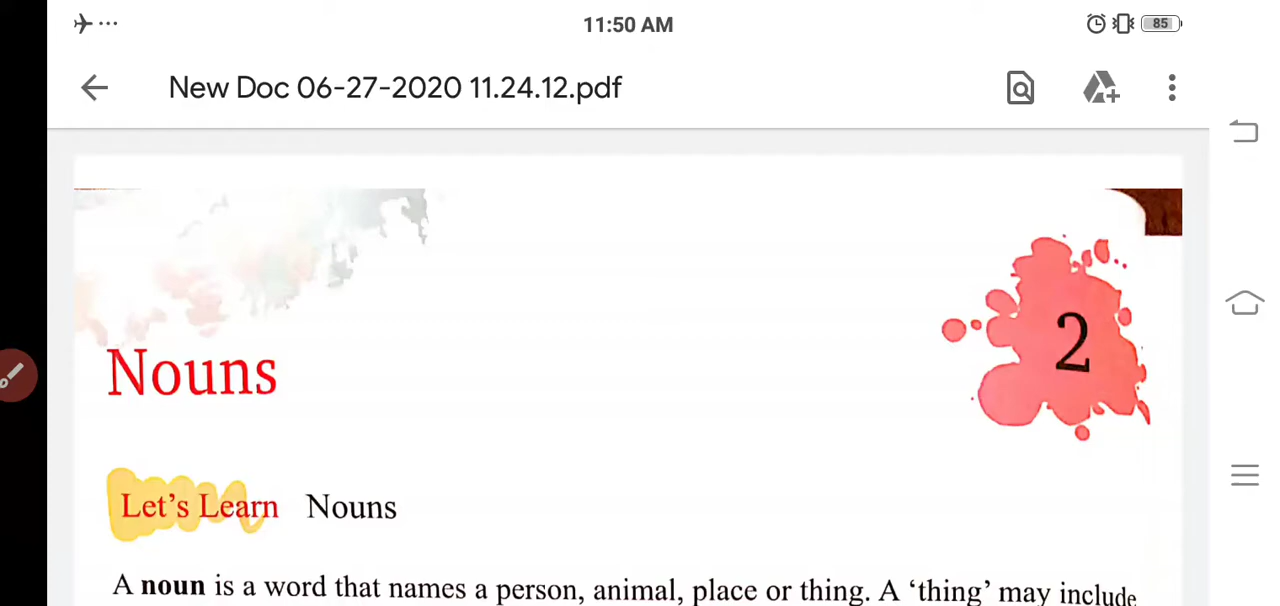 11:50 AM
85
New Doc 06-27-2020 11.24.12.pdf
2
Nouns
Let's Learn Nouns
A noun is a word that names a person, animal, place or thing. A ‘thing’ may include